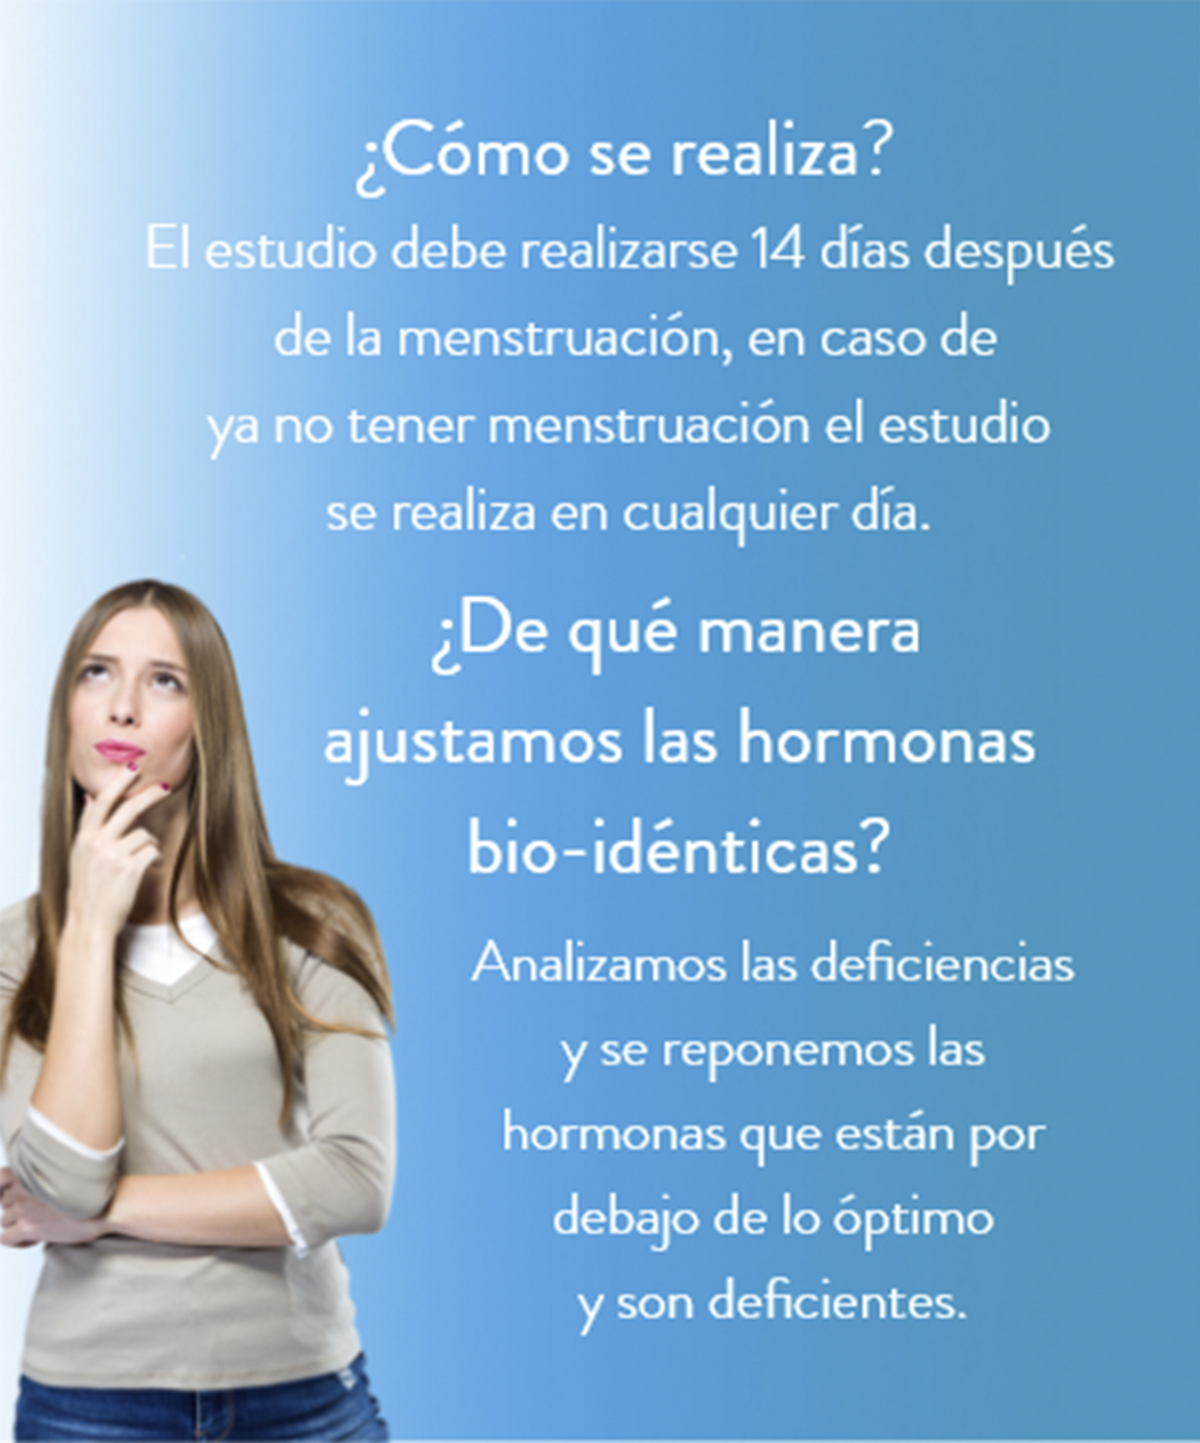 ¿Cómo se realiza?
El estudio debe realizarse 14 días después
de la menstruación, en caso de
ya no tener menstruación el estudio
se realiza en cualquier día.
¿De qué manera
ajustamos las hormonas
bio-idénticas?
Analizamos las deficiencias
y se reponemos las
hormonas que están por
debajo de lo óptimo
y son deficientes.